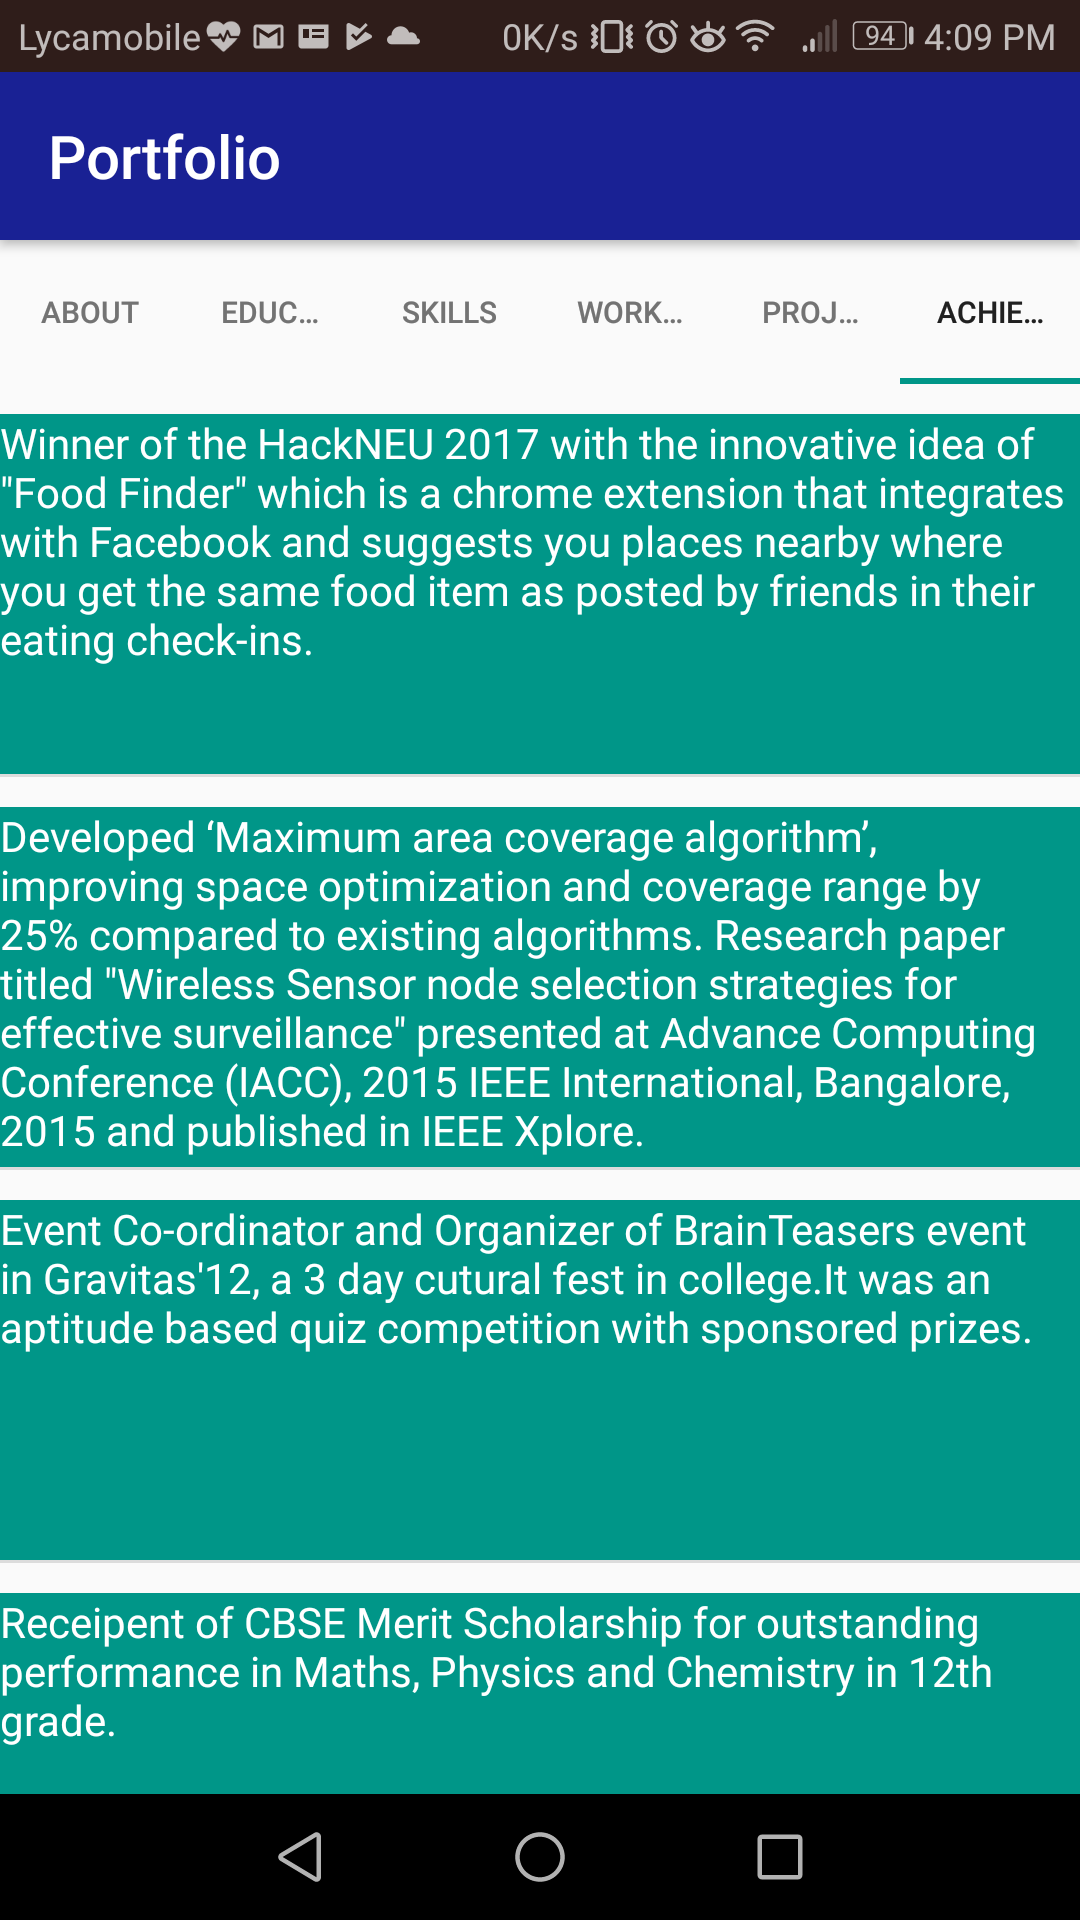 Lycamobile 0K/s 94 4:09 PM
Portfolio
ABOUT EDUC... SKILLS WORK... PROJ... ACHIE...
Winner of the HackNEU 2017 with the innovative idea of
"Food Finder" which is a chrome extension that integrates
with Facebook and suggests you places nearby where
you get the same food item as posted by friends in their
eating check-ins.
Developed ‘Maximum area coverage algorithm’,
improving space optimization and coverage range by
25% compared to existing algorithms. Research paper
titled "Wireless Sensor node selection strategies for
effective surveillance" presented at Advance Computing
Conference (IACC), 2015 IEEE International, Bangalore,
2015 and published in IEEE Xplore.
Event Co-ordinator and Organizer of BrainTeasers event
in Gravitas'12, a 3 day cutural fest in college.It was an
aptitude based quiz competition with sponsored prizes.
Receipent of CBSE Merit Scholarship for outstanding
performance in Maths, Physics and Chemistry in 12th
grade.